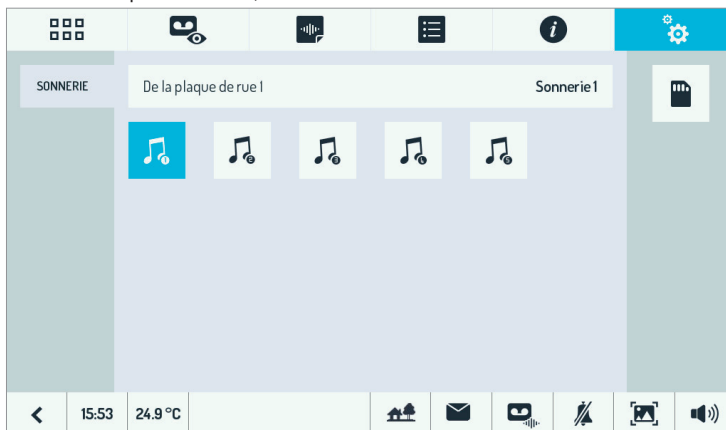 SONNERIE
De la plaque de rue 1
Sonnerie 1
15:53
24.9 °C